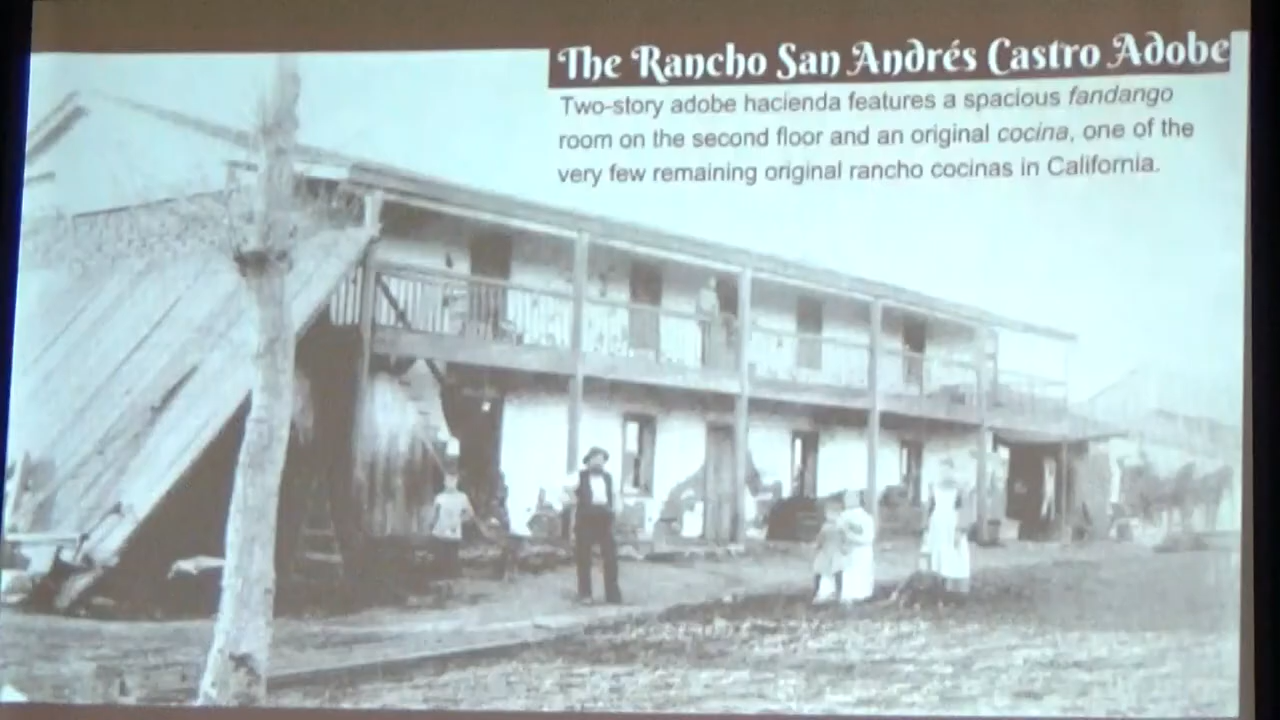 The Rancho San Andrés Castro Adobe
Two-story adobe hacienda features a spacious fandango
room on the second floor and an original cocina, one of the
very few remaining original rancho cocinas in California.